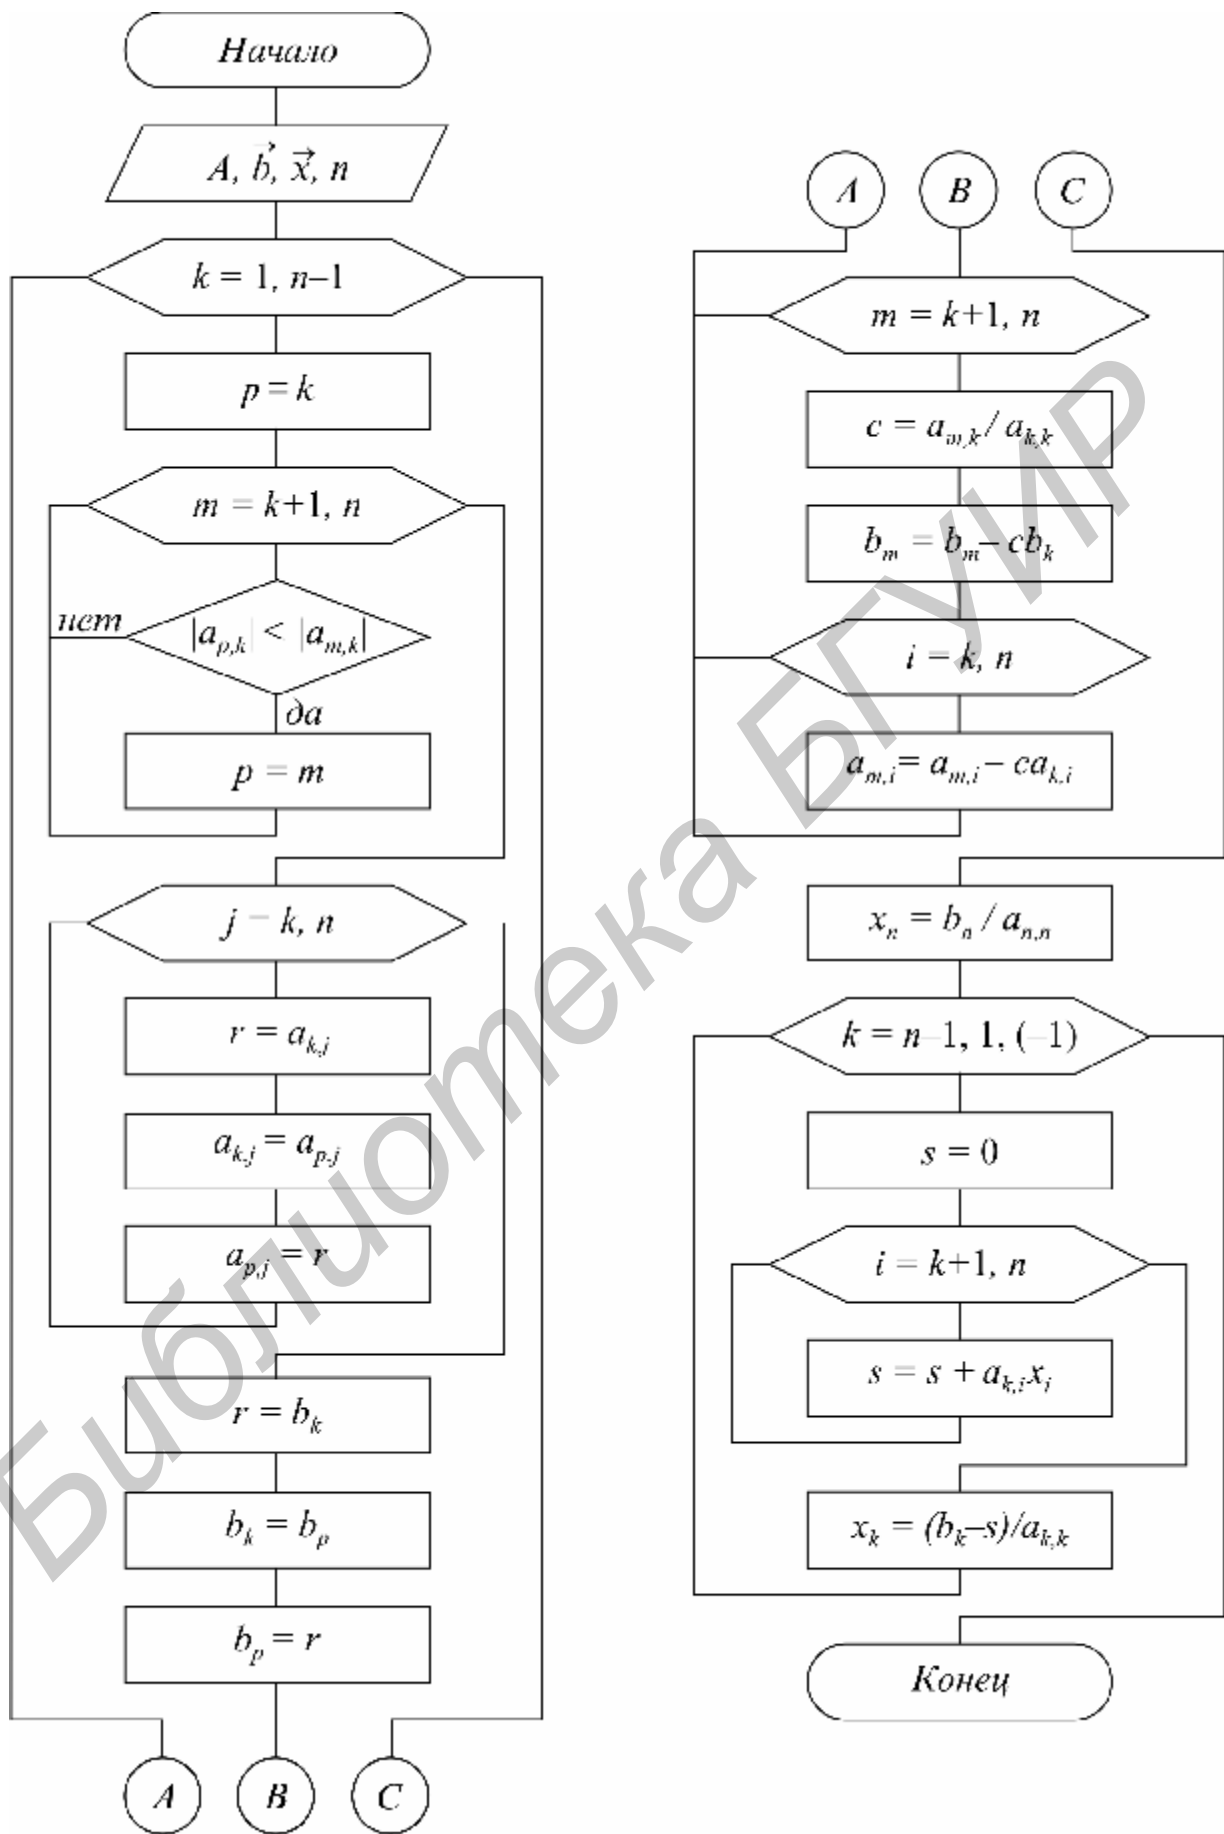 Начало
A, b⃗, x⃗, n
k = 1, n–1
p = k
m = k+1, n
нет
|a_{p,k}| < |a_{m,k}|
да
p = m
j = k, n
r = a_{k,j}
a_{k,j} = a_{p,j}
a_{p,j} = r
r = b_k
b_k = b_p
b_p = r
A B C
A B C
m = k+1, n
c = a_{m,k} / a_{k,k}
b_m = b_m – cb_k
i = k, n
a_{m,i} = a_{m,i} – ca_{k,i}
x_n = b_n / a_{n,n}
k = n–1, 1, (–1)
s = 0
i = k+1, n
s = s + a_{k,i}x_i
x_k = (b_k–s)/a_{k,k}
Конец
Библиотека БГУИР